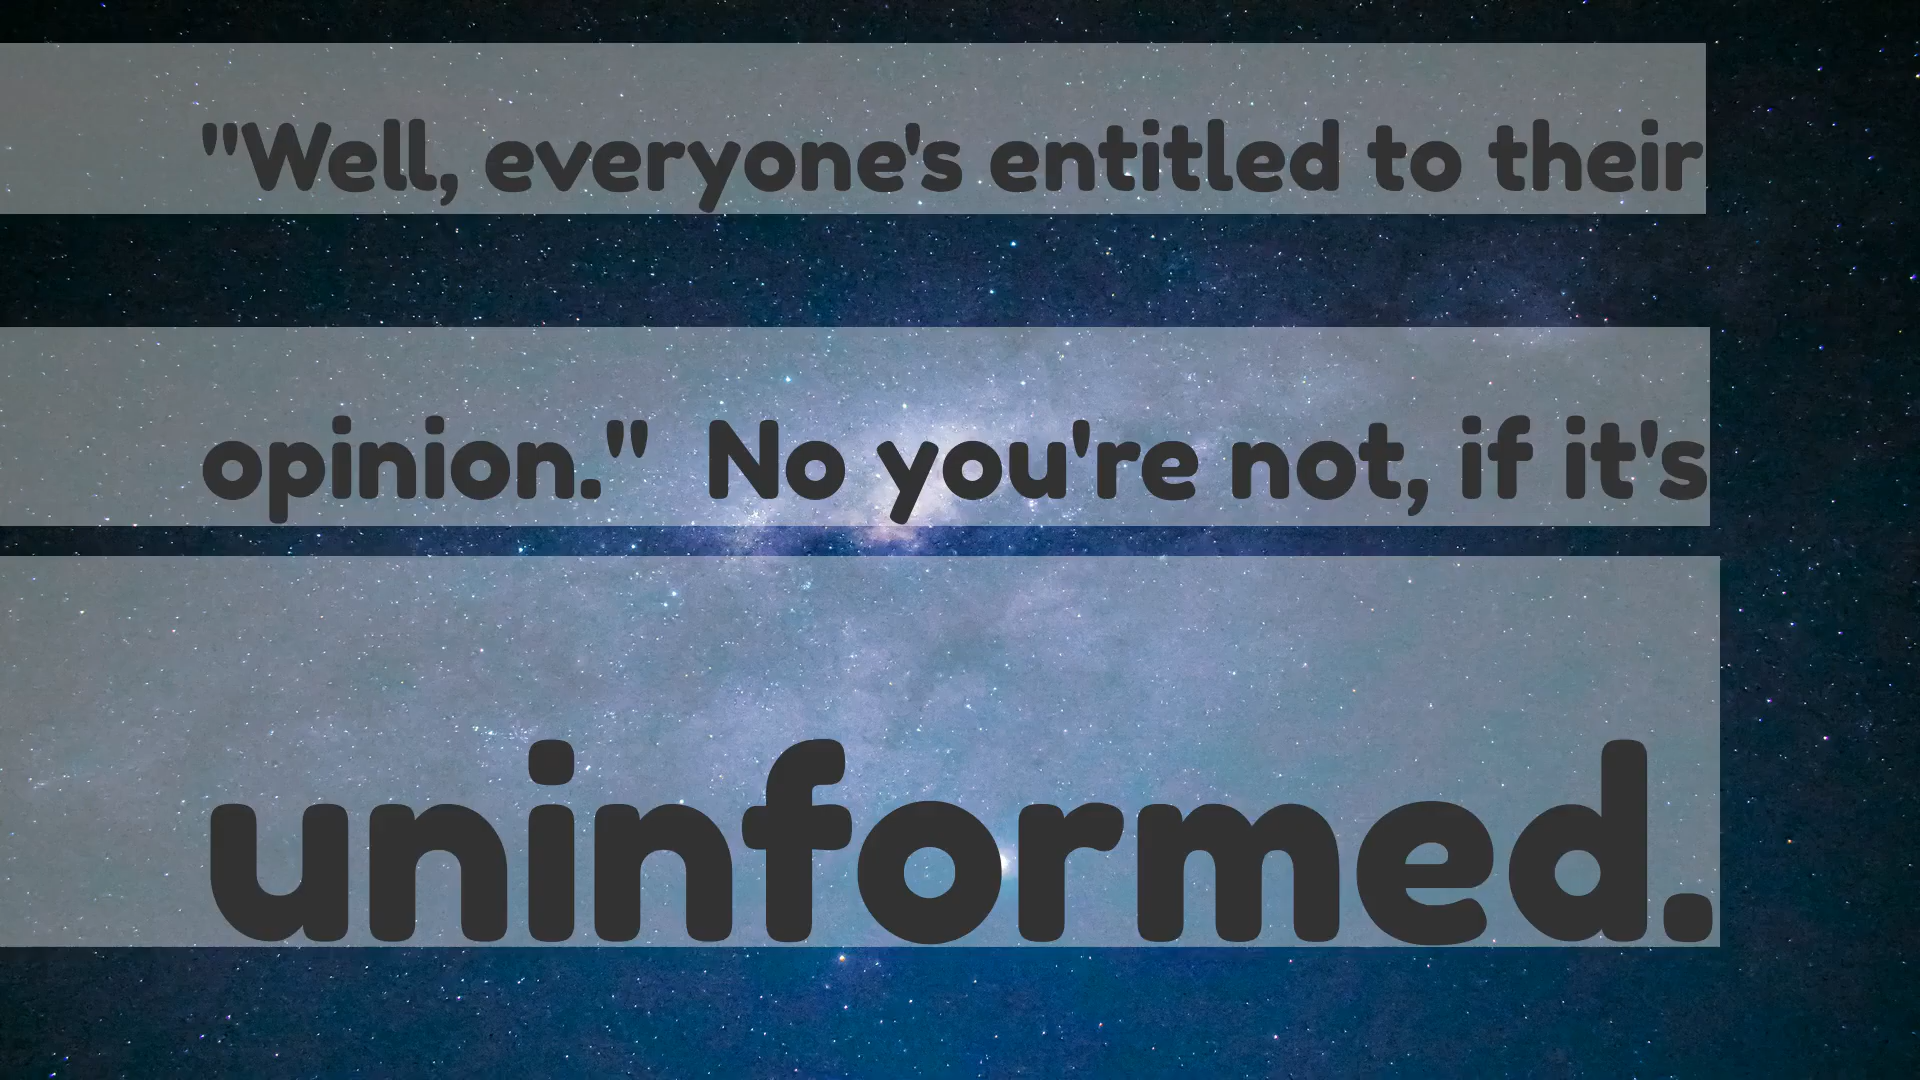 "Well, everyone's entitled to their
opinion."  No you're not, if it's
uninformed.